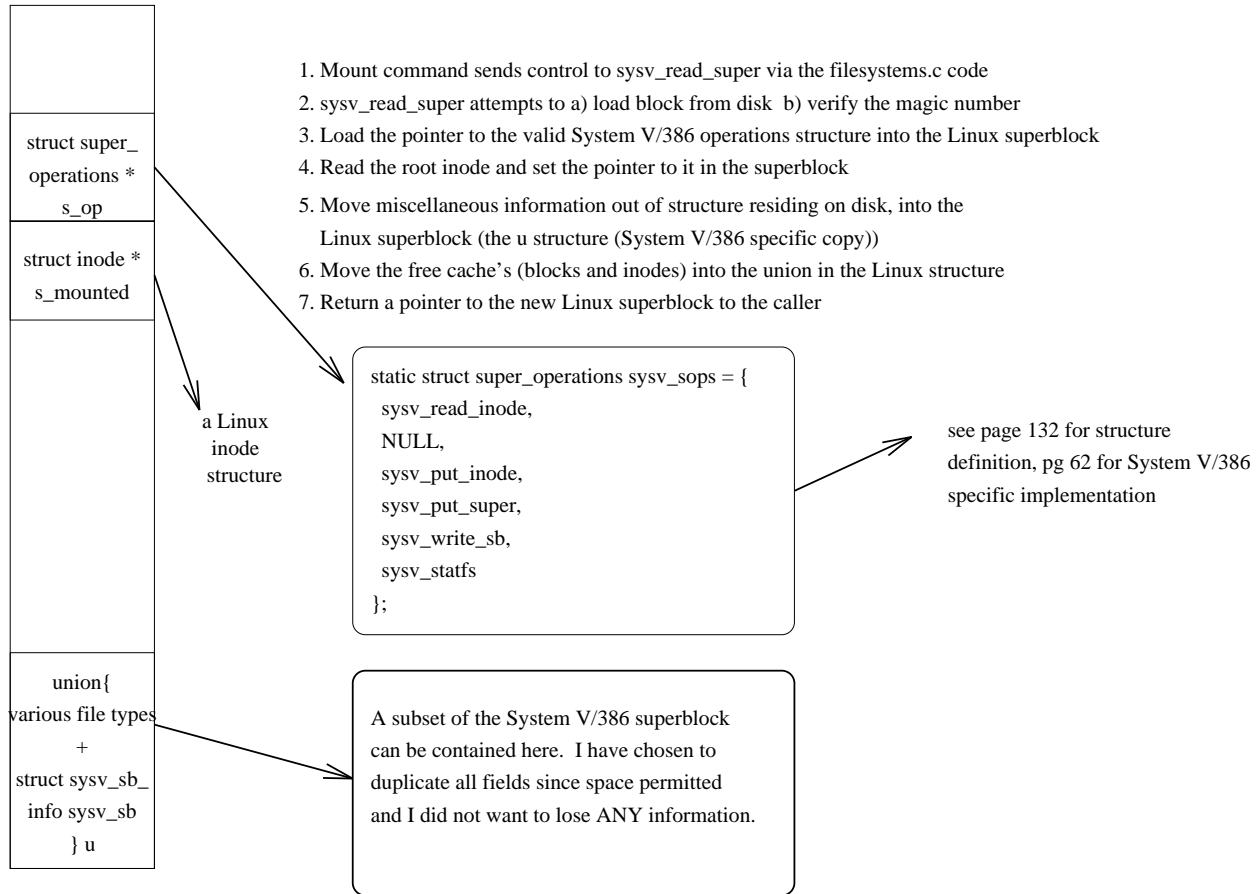 1. Mount command sends control to sysv_read_super via the filesystems.c code
2. sysv_read_super attempts to a) load block from disk  b) verify the magic number
3. Load the pointer to the valid System V/386 operations structure into the Linux superblock
4. Read the root inode and set the pointer to it in the superblock
5. Move miscellaneous information out of structure residing on disk, into the
Linux superblock (the u structure (System V/386 specific copy))
6. Move the free cache's (blocks and inodes) into the union in the Linux structure
7. Return a pointer to the new Linux superblock to the caller
struct super_
operations *
s_op
struct inode *
s_mounted
a Linux
inode
structure
static struct super_operations sysv_sops = {
sysv_read_inode,
NULL,
sysv_put_inode,
sysv_put_super,
sysv_write_sb,
sysv_statfs
};
see page 132 for structure
definition, pg 62 for System V/386
specific implementation
union{
various file types
+
struct sysv_sb_
info sysv_sb
} u
A subset of the System V/386 superblock
can be contained here.  I have chosen to
duplicate all fields since space permitted
and I did not want to lose ANY information.